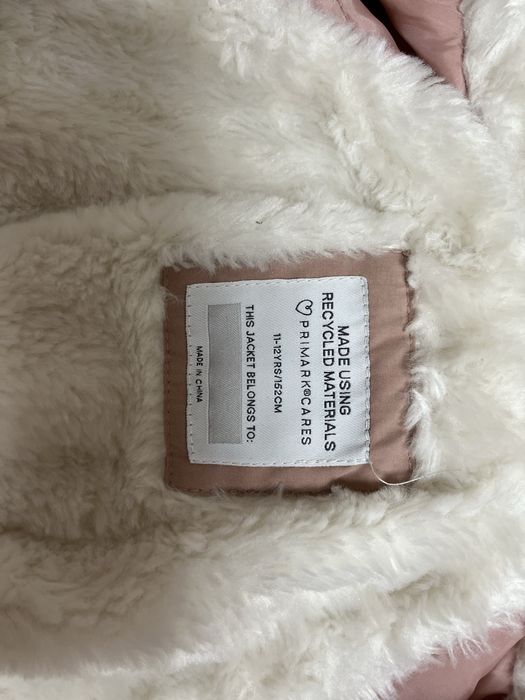 MADE USING
RECYCLED MATERIALS
PRIMARK®CARES
11-12YRS/152CM
THIS JACKET BELONGS TO:
MADE IN CHINA